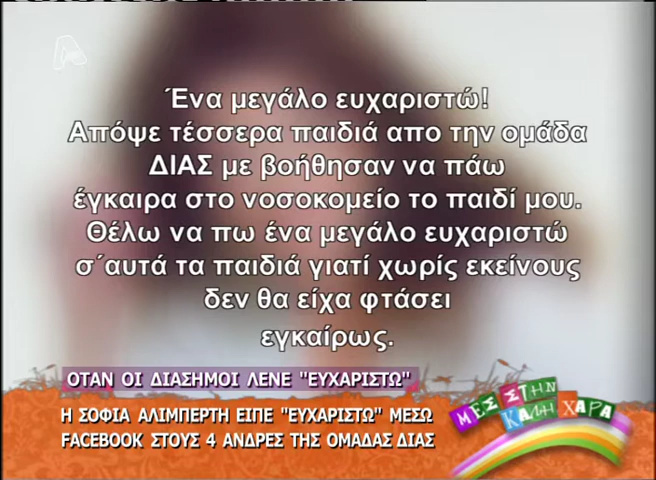 Ένα μεγάλο ευχαριστώ!
Απόψε τέσσερα παιδιά απο την ομάδα
ΔΙΑΣ με βοήθησαν να πάω
έγκαιρα στο νοσοκομείο το παιδί μου.
Θέλω να πω ένα μεγάλο ευχαριστώ
σ΄αυτά τα παιδιά γιατί χωρίς εκείνους
δεν θα είχα φτάσει
εγκαίρως.
ΟΤΑΝ ΟΙ ΔΙΑΣΗΜΟΙ ΛΕΝΕ "ΕΥΧΑΡΙΣΤΩ"
Η ΣΟΦΙΑ ΑΛΙΜΠΕΡΤΗ ΕΙΠΕ "ΕΥΧΑΡΙΣΤΩ" ΜΕΣΩ
FACEBOOK ΣΤΟΥΣ 4 ΑΝΔΡΕΣ ΤΗΣ ΟΜΑΔΑΣ ΔΙΑΣ
ΜΕΣ ΣΤΗΝ
ΚΑΛΗ ΧΑΡΑ